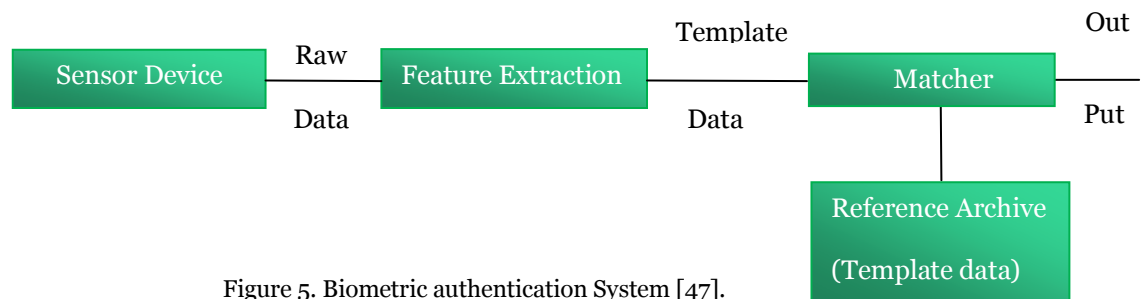 Out
Template
Raw
Sensor Device
Feature Extraction
Matcher
Data
Data
Put
Reference Archive
(Template data)
Figure 5. Biometric authentication System [47].